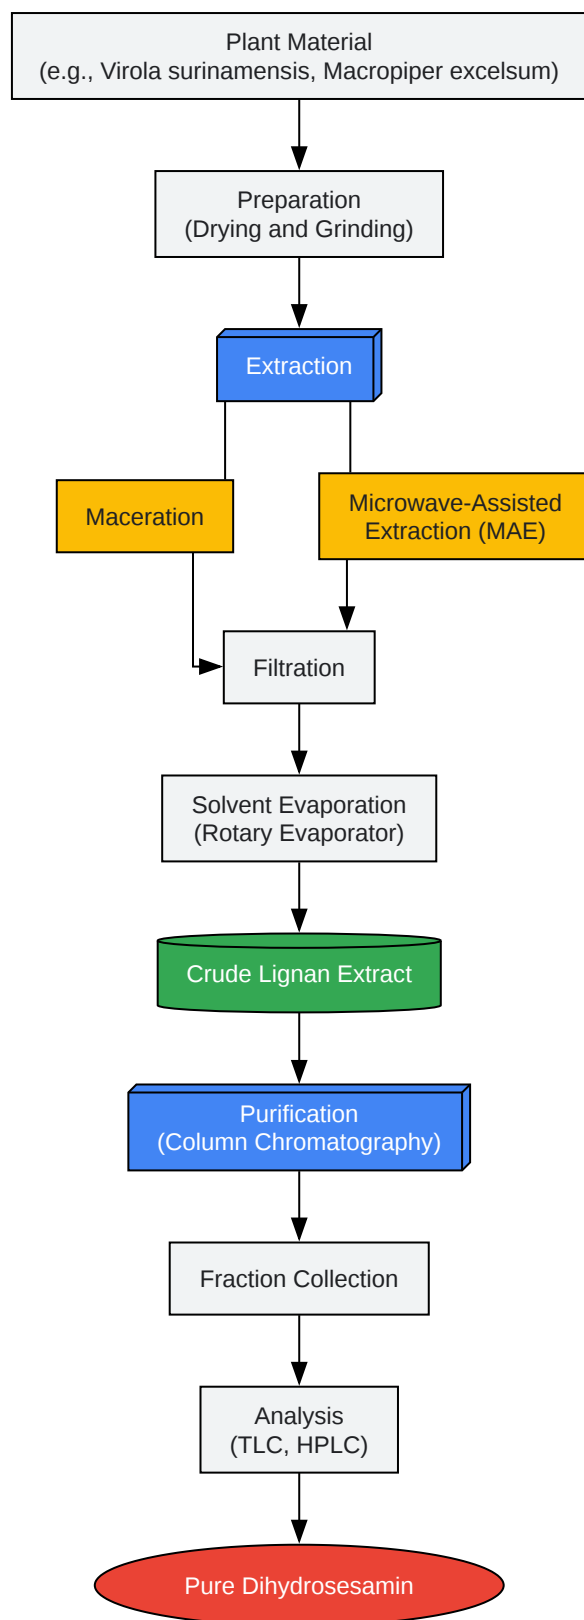 Plant Material
(e.g., Virola surinamensis, Macropiper excelsum)
Preparation
(Drying and Grinding)
Extraction
Maceration
Microwave-Assisted
Extraction (MAE)
Filtration
Solvent Evaporation
(Rotary Evaporator)
Crude Lignan Extract
Purification
(Column Chromatography)
Fraction Collection
Analysis
(TLC, HPLC)
Pure Dihydrosesamin